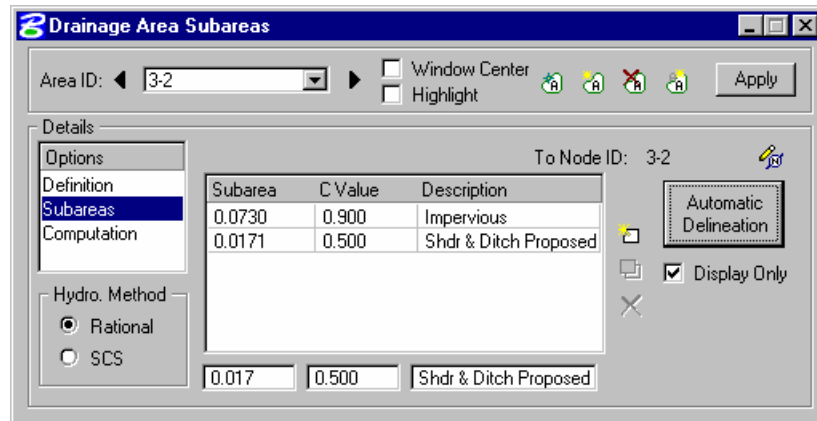 Drainage Area Subareas
Area ID: 3-2
Window Center
Highlight
Apply
Details
Options
Definition
Subareas
Computation
To Node ID: 3-2
Subarea C Value Description
0.0730 0.900 Impervious
0.0171 0.500 Shdr & Ditch Proposed
Automatic
Delineation
Display Only
Hydro. Method
Rational
SCS
0.017 0.500 Shdr & Ditch Proposed